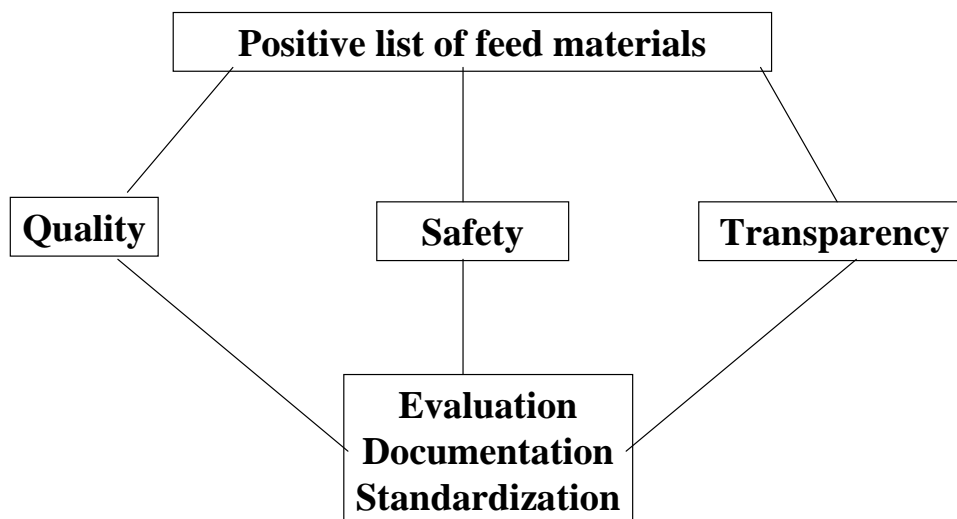 Positive list of feed materials
Quality
Safety
Transparency
Evaluation
Documentation
Standardization